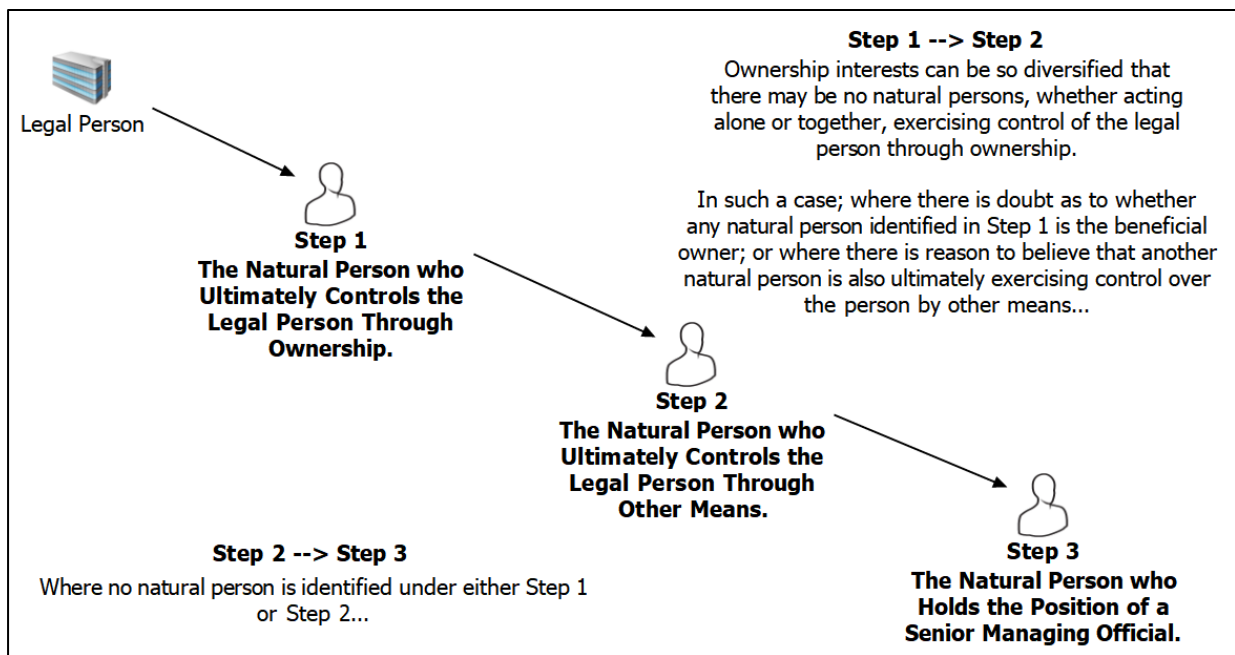 Legal Person
Step 1 --> Step 2
Ownership interests can be so diversified that
there may be no natural persons, whether acting
alone or together, exercising control of the legal
person through ownership.
In such a case; where there is doubt as to whether
any natural person identified in Step 1 is the beneficial
owner; or where there is reason to believe that another
natural person is also ultimately exercising control over
the person by other means...
Step 1
The Natural Person who
Ultimately Controls the
Legal Person Through
Ownership.
Step 2
The Natural Person who
Ultimately Controls the
Legal Person Through
Other Means.
Step 2 --> Step 3
Where no natural person is identified under either Step 1
or Step 2...
Step 3
The Natural Person who
Holds the Position of a
Senior Managing Official.